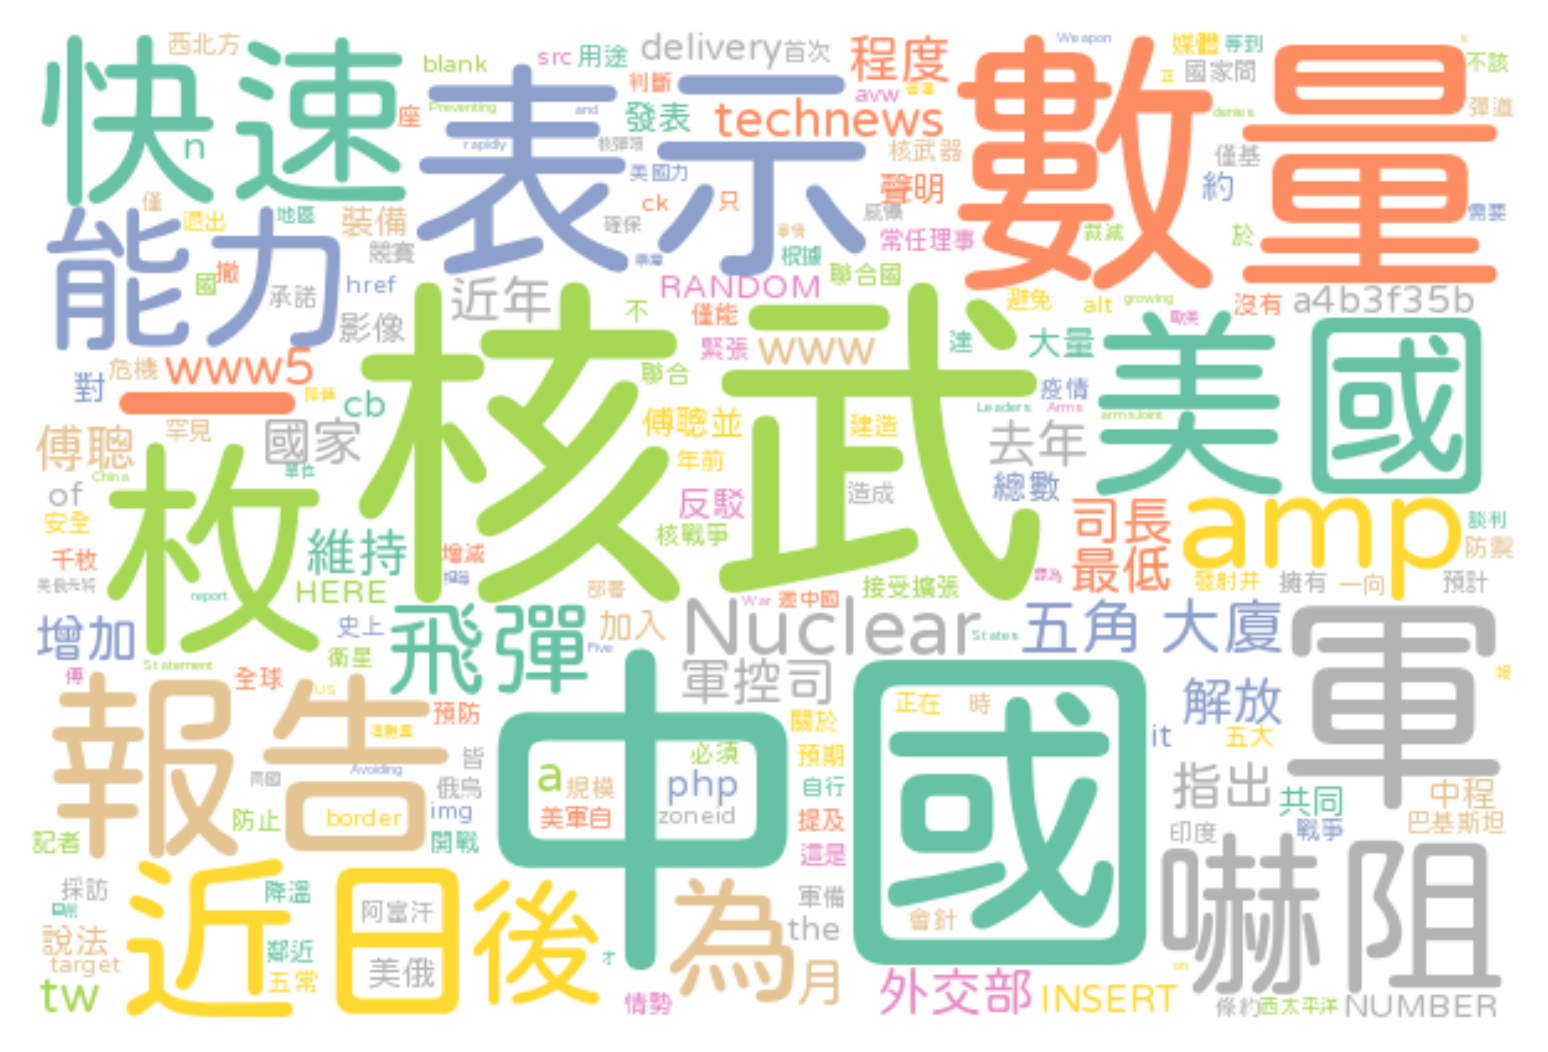 快速
西北方
blank
src
用途
delivery
首次
程度
Weapon
媒體
等到
國家間
不該
數量
表示
判斷
avw
彈道
座
Preventing
and
發表
technews
denies
n
rapidly
美國力
核武器
僅基
聲明
約
僅
退出
地區
裝備
ck
只
確保
需要
能力
競賽
根據
常任理事
裁減
於
國
撤
承諾
href
近年
RANDOM
聯合國
影像
不
僅能
避免
alt
growing
沒有
a4b3f35b
核武
緊張
www
達
大量
美國
危機
www5
一
對
cb
聯合
疫情
Leaders
Arms
armsJoint
傅聰
罕見
國家
傅聰並
建造
去年
China
枚
年前
of
反駁
造成
總數
安全
核戰爭
司長
amp
談判
千枚
維持
增減
最低
防禦
report
HERE
部署
接受擴張
發射井
擁有
一向
預計
War
增加
史上
飛彈
加入
Nuclear
States
五角
大廈
軍
Statement
衛星
Five
軍控司
傅
全球
us
報
報告
預防
中國
正在
時
解放
關於
it
五大
Avoiding
皆
必須
預期
俄烏
a
規模
php
自行
指出
共同
中程
防止
border
img
美軍自
zoneid
提及
印度
戰爭
巴基斯坦
記者
開戰
這是
嚇阻
採訪
近日
後
為
軍備
阿富汗
the
會針
說法
鄰近
target
美俄
月
on
tw
五常
情勢
外交部
INSERT
條約
西太平洋
NUMBER